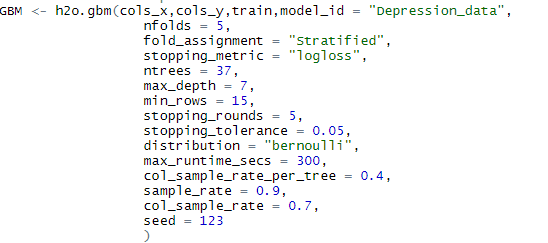 GBM <- h2o.gbm(cols_x,cols_y,train,model_id = "Depression_data",
nfolds = 5,
fold_assignment = "Stratified",
stopping_metric = "logloss",
ntrees = 37,
max_depth = 7,
min_rows = 15,
stopping_rounds = 5,
stopping_tolerance = 0.05,
distribution = "bernoulli",
max_runtime_secs = 300,
col_sample_rate_per_tree = 0.4,
sample_rate = 0.9,
col_sample_rate = 0.7,
seed = 123
)